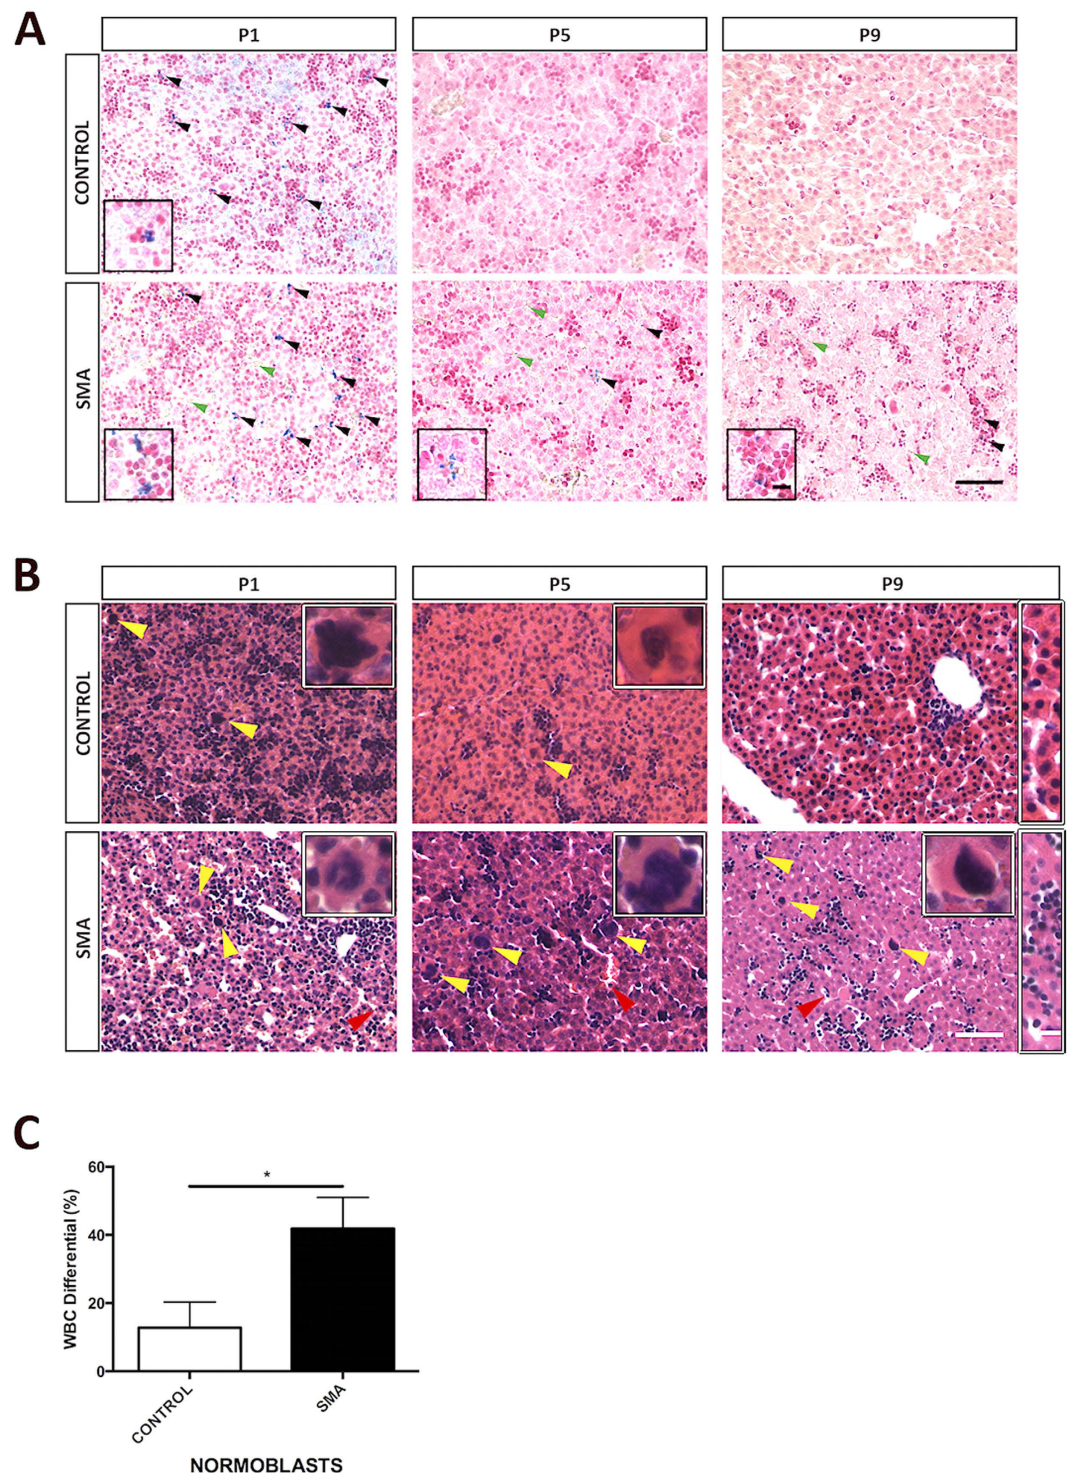 A
P1
P5
P9
CONTROL
SMA
B
P1
P5
P9
CONTROL
SMA
C
60
40
20
0
WBC Differential (%)
*
CONTROL
SMA
NORMOBLASTS